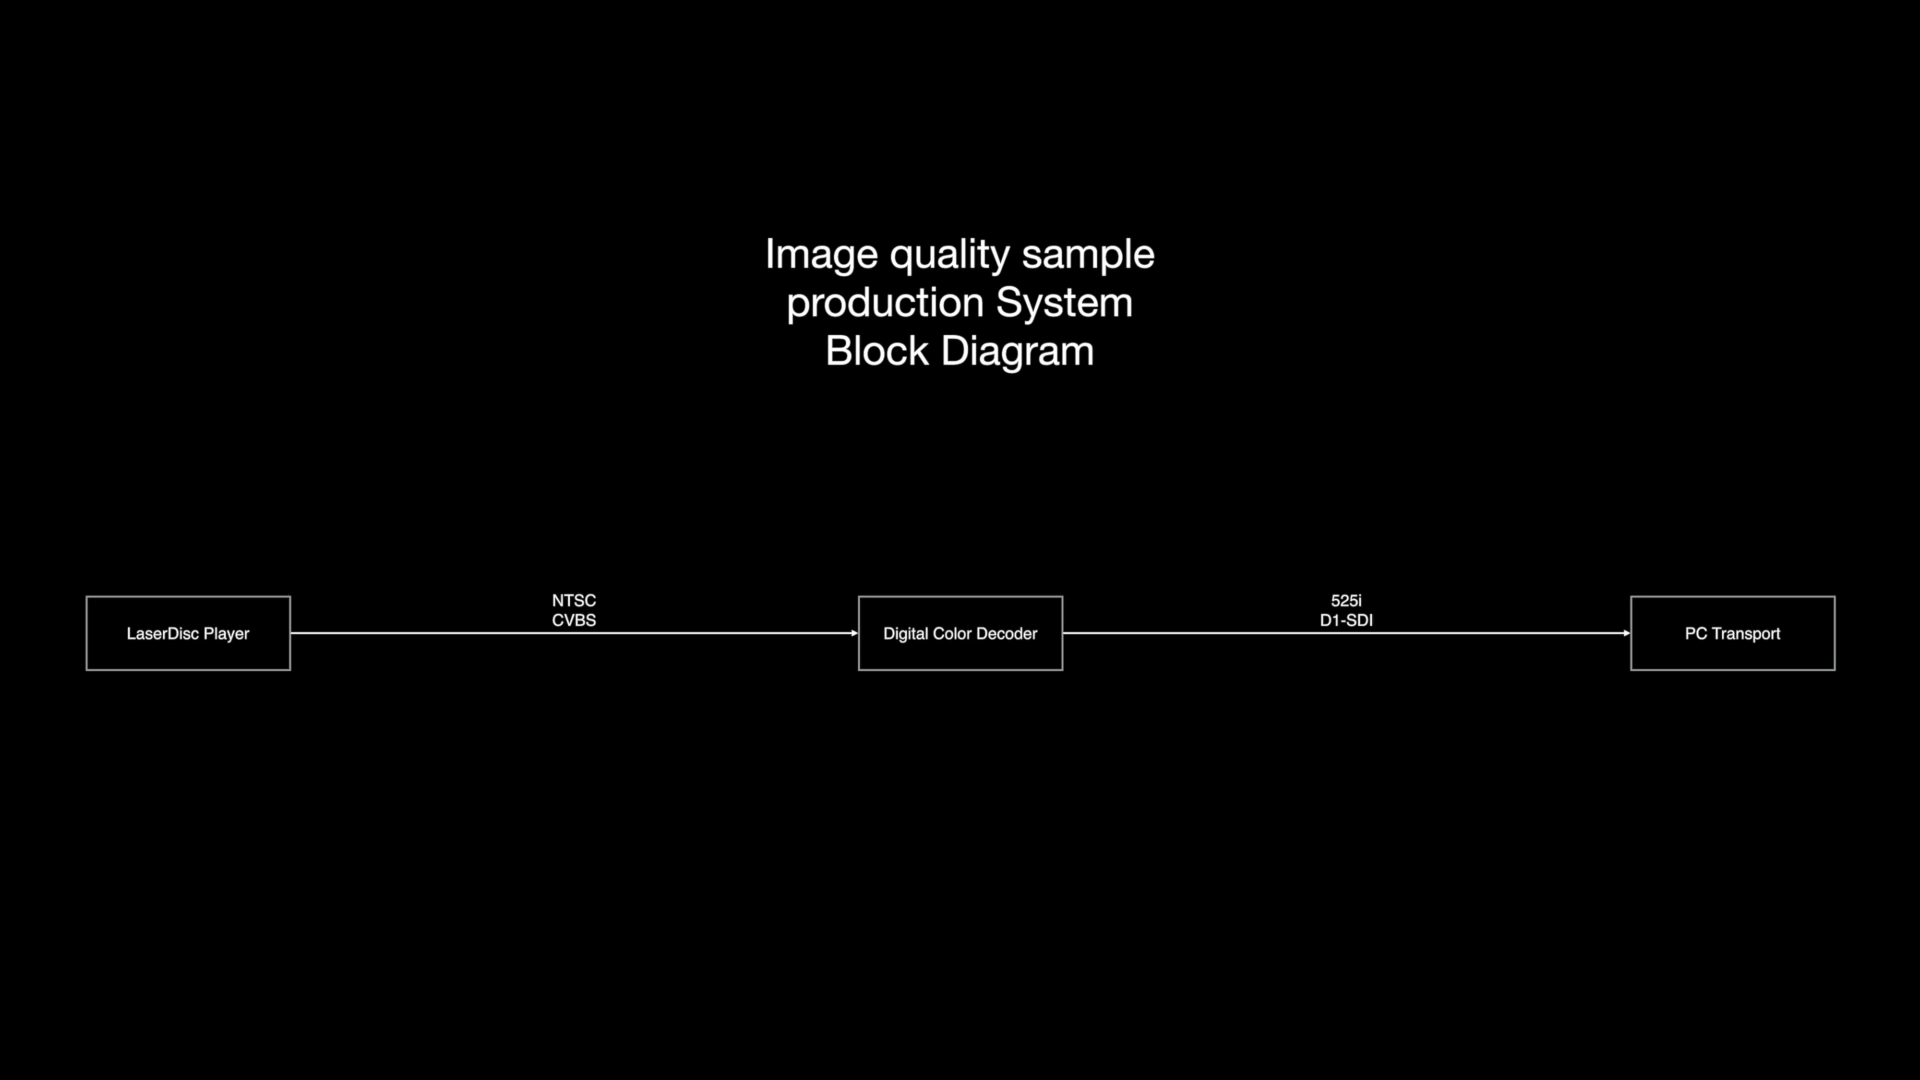 Image quality sample
production System
Block Diagram
LaserDisc Player
NTSC
CVBS
Digital Color Decoder
525i
D1-SDI
PC Transport